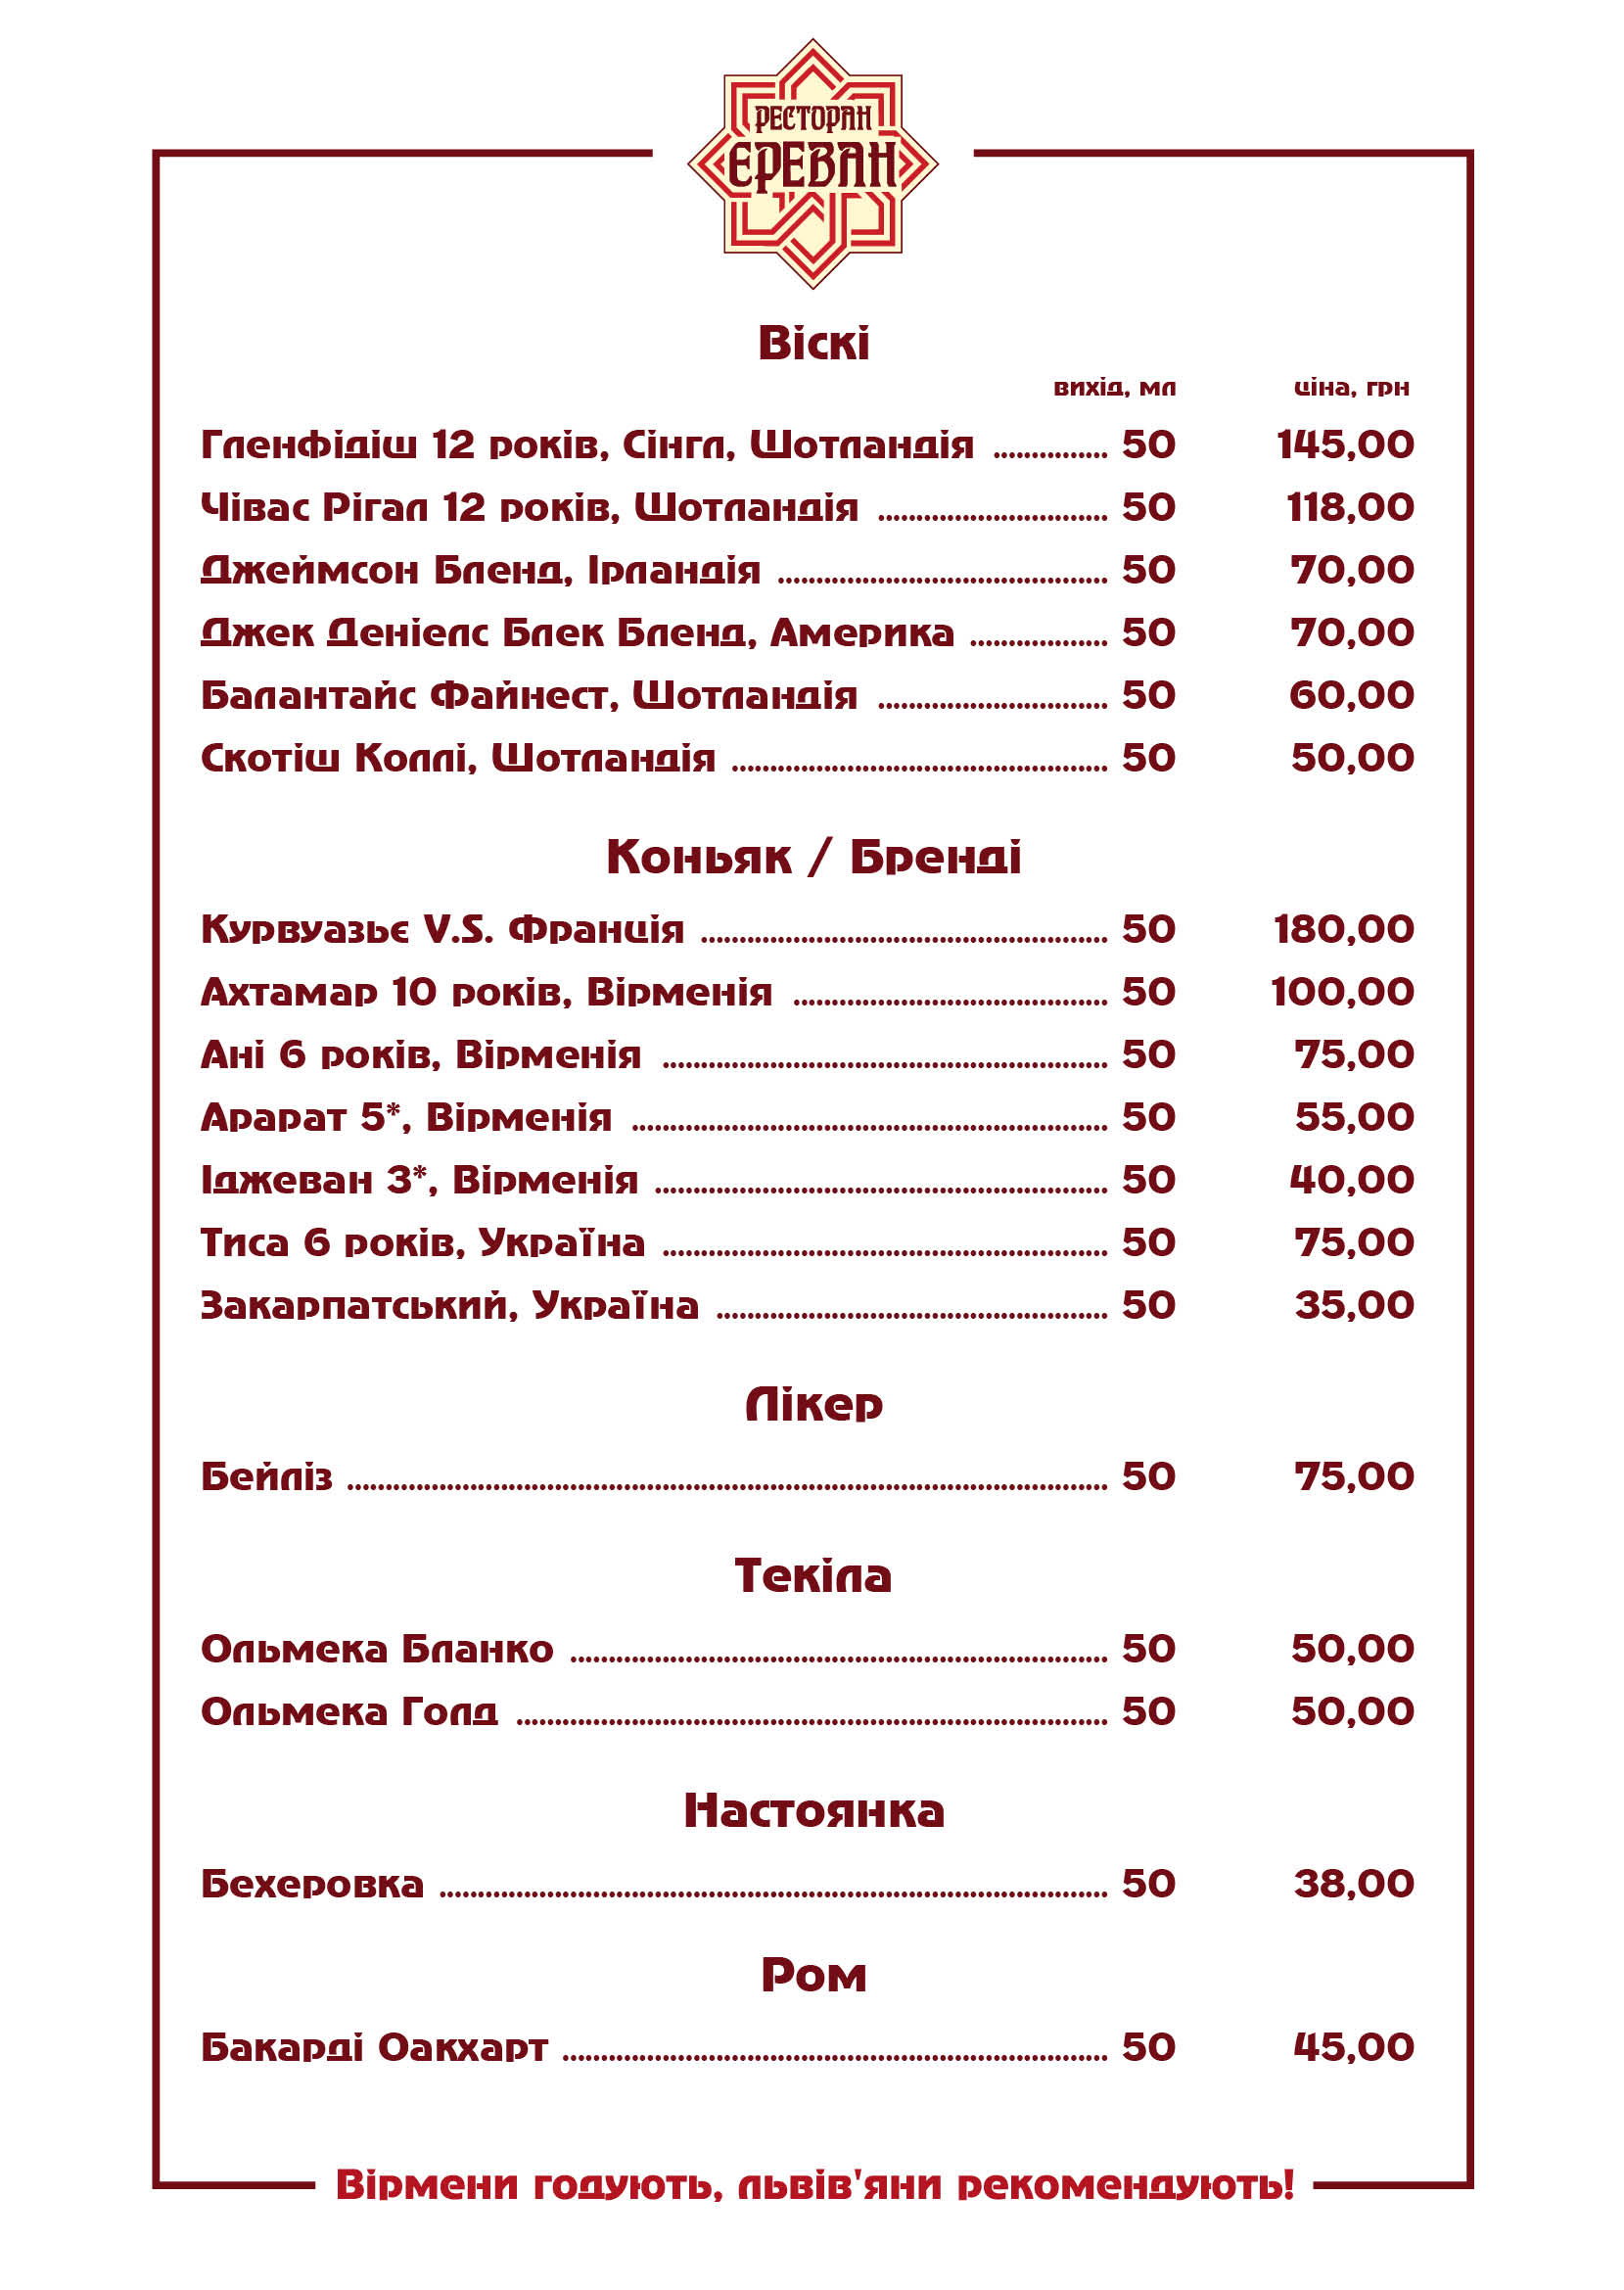 РЕСТОРАН
ЄРЕВАН
Віскі
вихід, мл ціна, грн
Гленфідіш 12 років, Сінгл, Шотландія 50 145,00
Чівас Рігал 12 років, Шотландія 50 118,00
Джеймсон Бленд, Ірландія 50 70,00
Джек Деніелс Блек Бленд, Америка 50 70,00
Балантайс Файнест, Шотландія 50 60,00
Скотіш Коллі, Шотландія 50 50,00
Коньяк / Бренді
Курвуазьє V.S. Франція 50 180,00
Ахтамар 10 років, Вірменія 50 100,00
Ані 6 років, Вірменія 50 75,00
Арарат 5*, Вірменія 50 55,00
Іджеван 3*, Вірменія 50 40,00
Тиса 6 років, Україна 50 75,00
Закарпатський, Україна 50 35,00
Лікер
Бейліз 50 75,00
Текіла
Ольмека Бланко 50 50,00
Ольмека Голд 50 50,00
Настоянка
Бехеровка 50 38,00
Ром
Бакарді Оакхарт 50 45,00
Вірмени годують, львів'яни рекомендують!